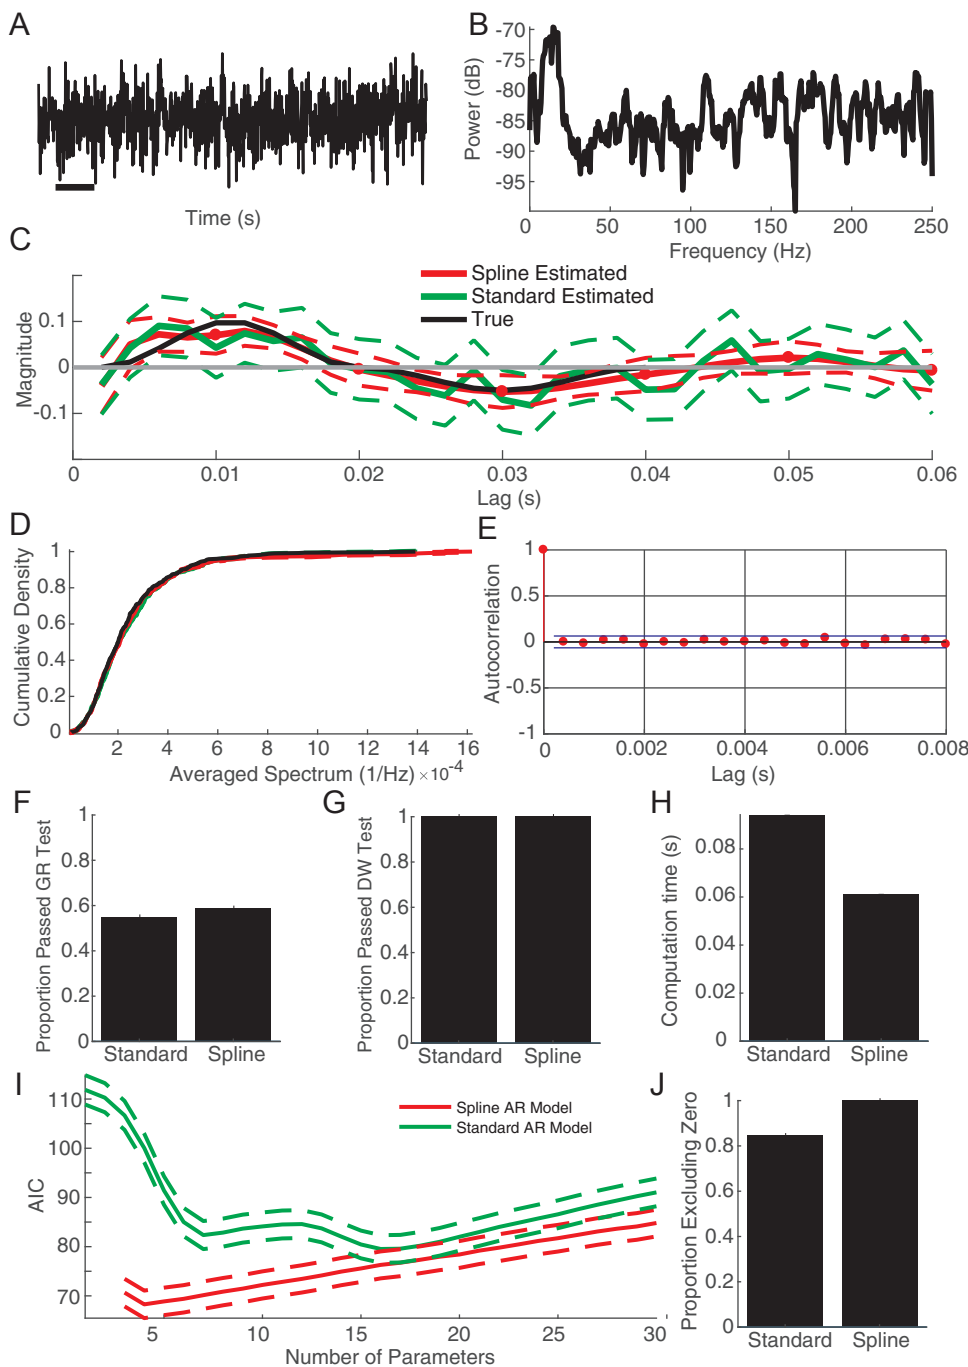 A
Time (s)
B
Power (dB)
-70
-75
-80
-85
-90
-95
0
50
100
150
200
250
Frequency (Hz)
C
Spline Estimated
Standard Estimated
True
Magnitude
0.1
0
-0.1
0
0.01
0.02
0.03
0.04
0.05
0.06
Lag (s)
D
Cumulative Density
1
0.8
0.6
0.4
0.2
0
2
4
6
8
10
12
14
16
Averaged Spectrum (1/Hz) ×10-4
E
Autocorrelation
1
0.5
0
-0.5
-1
0
0.002
0.004
0.006
0.008
Lag (s)
F
Proportion Passed GR Test
1
0.8
0.6
0.4
0.2
0
Standard
Spline
G
Proportion Passed DW Test
1
0.8
0.6
0.4
0.2
0
Standard
Spline
H
Computation time (s)
0.08
0.06
0.04
0.02
0
Standard
Spline
I
Spline AR Model
Standard AR Model
AIC
110
100
90
80
70
5
10
15
20
25
30
Number of Parameters
J
Proportion Excluding Zero
1
0.8
0.6
0.4
0.2
0
Standard
Spline